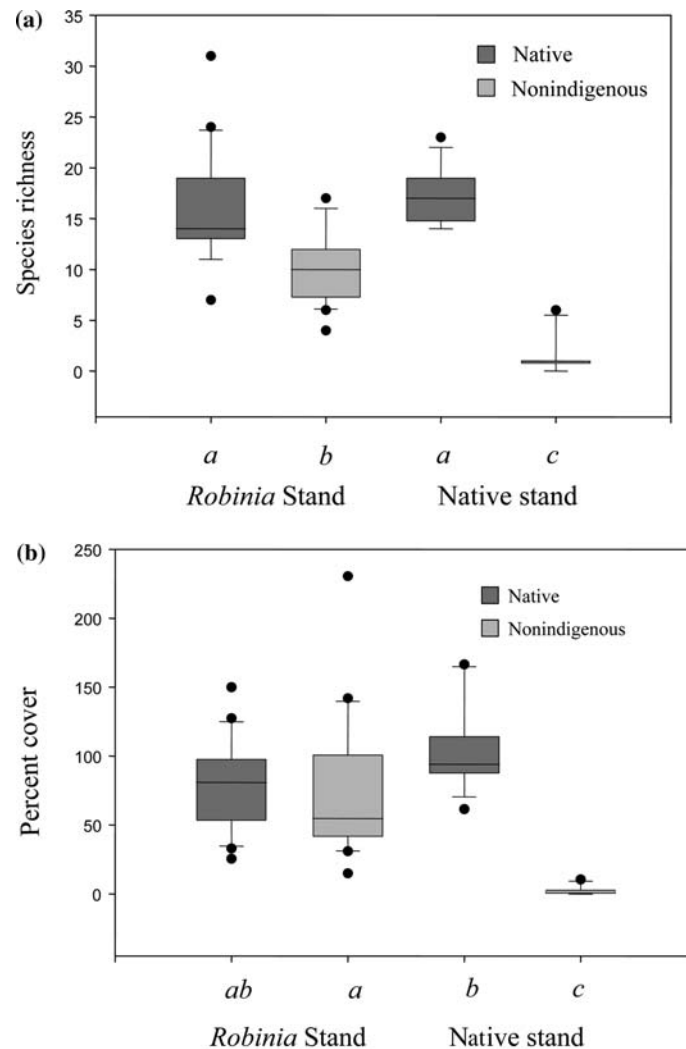 (a)
35
30
25
20
15
10
5
0
Species richness
Native
Nonindigenous
a b a c
Robinia Stand Native stand
(b)
250
200
150
100
50
0
Percent cover
Native
Nonindigenous
ab a b c
Robinia Stand Native stand